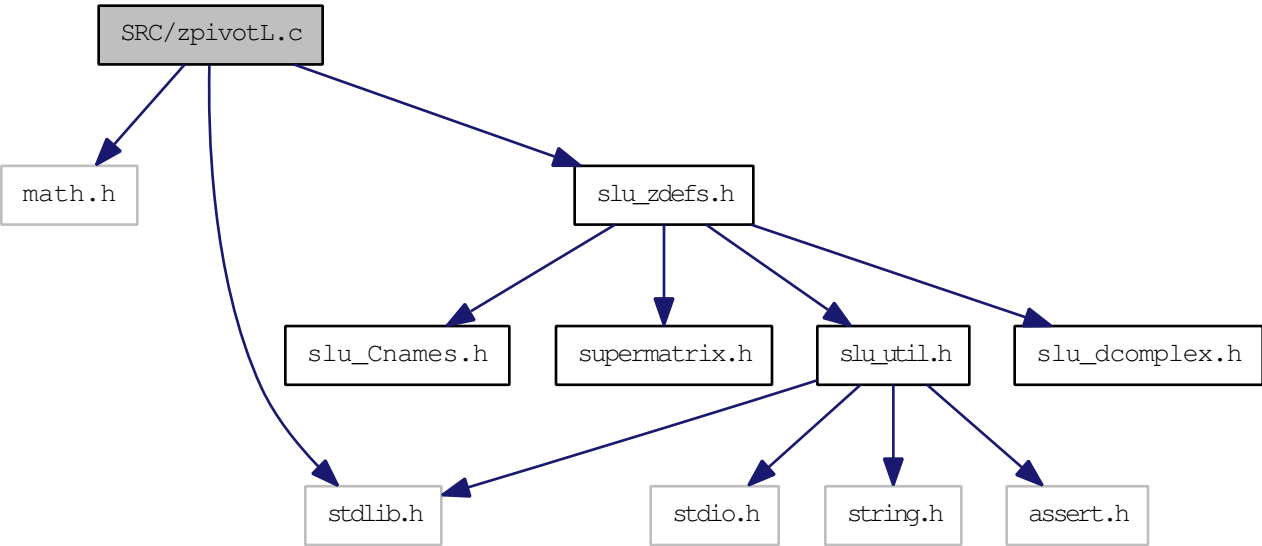 SRC/zpivotL.c
math.h
slu_zdefs.h
slu_Cnames.h
supermatrix.h
slu_util.h
slu_dcomplex.h
stdlib.h
stdio.h
string.h
assert.h